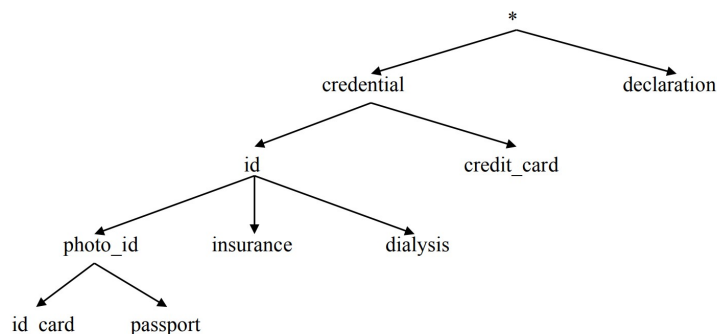 *
credential declaration
id credit_card
photo_id insurance dialysis
id_card passport